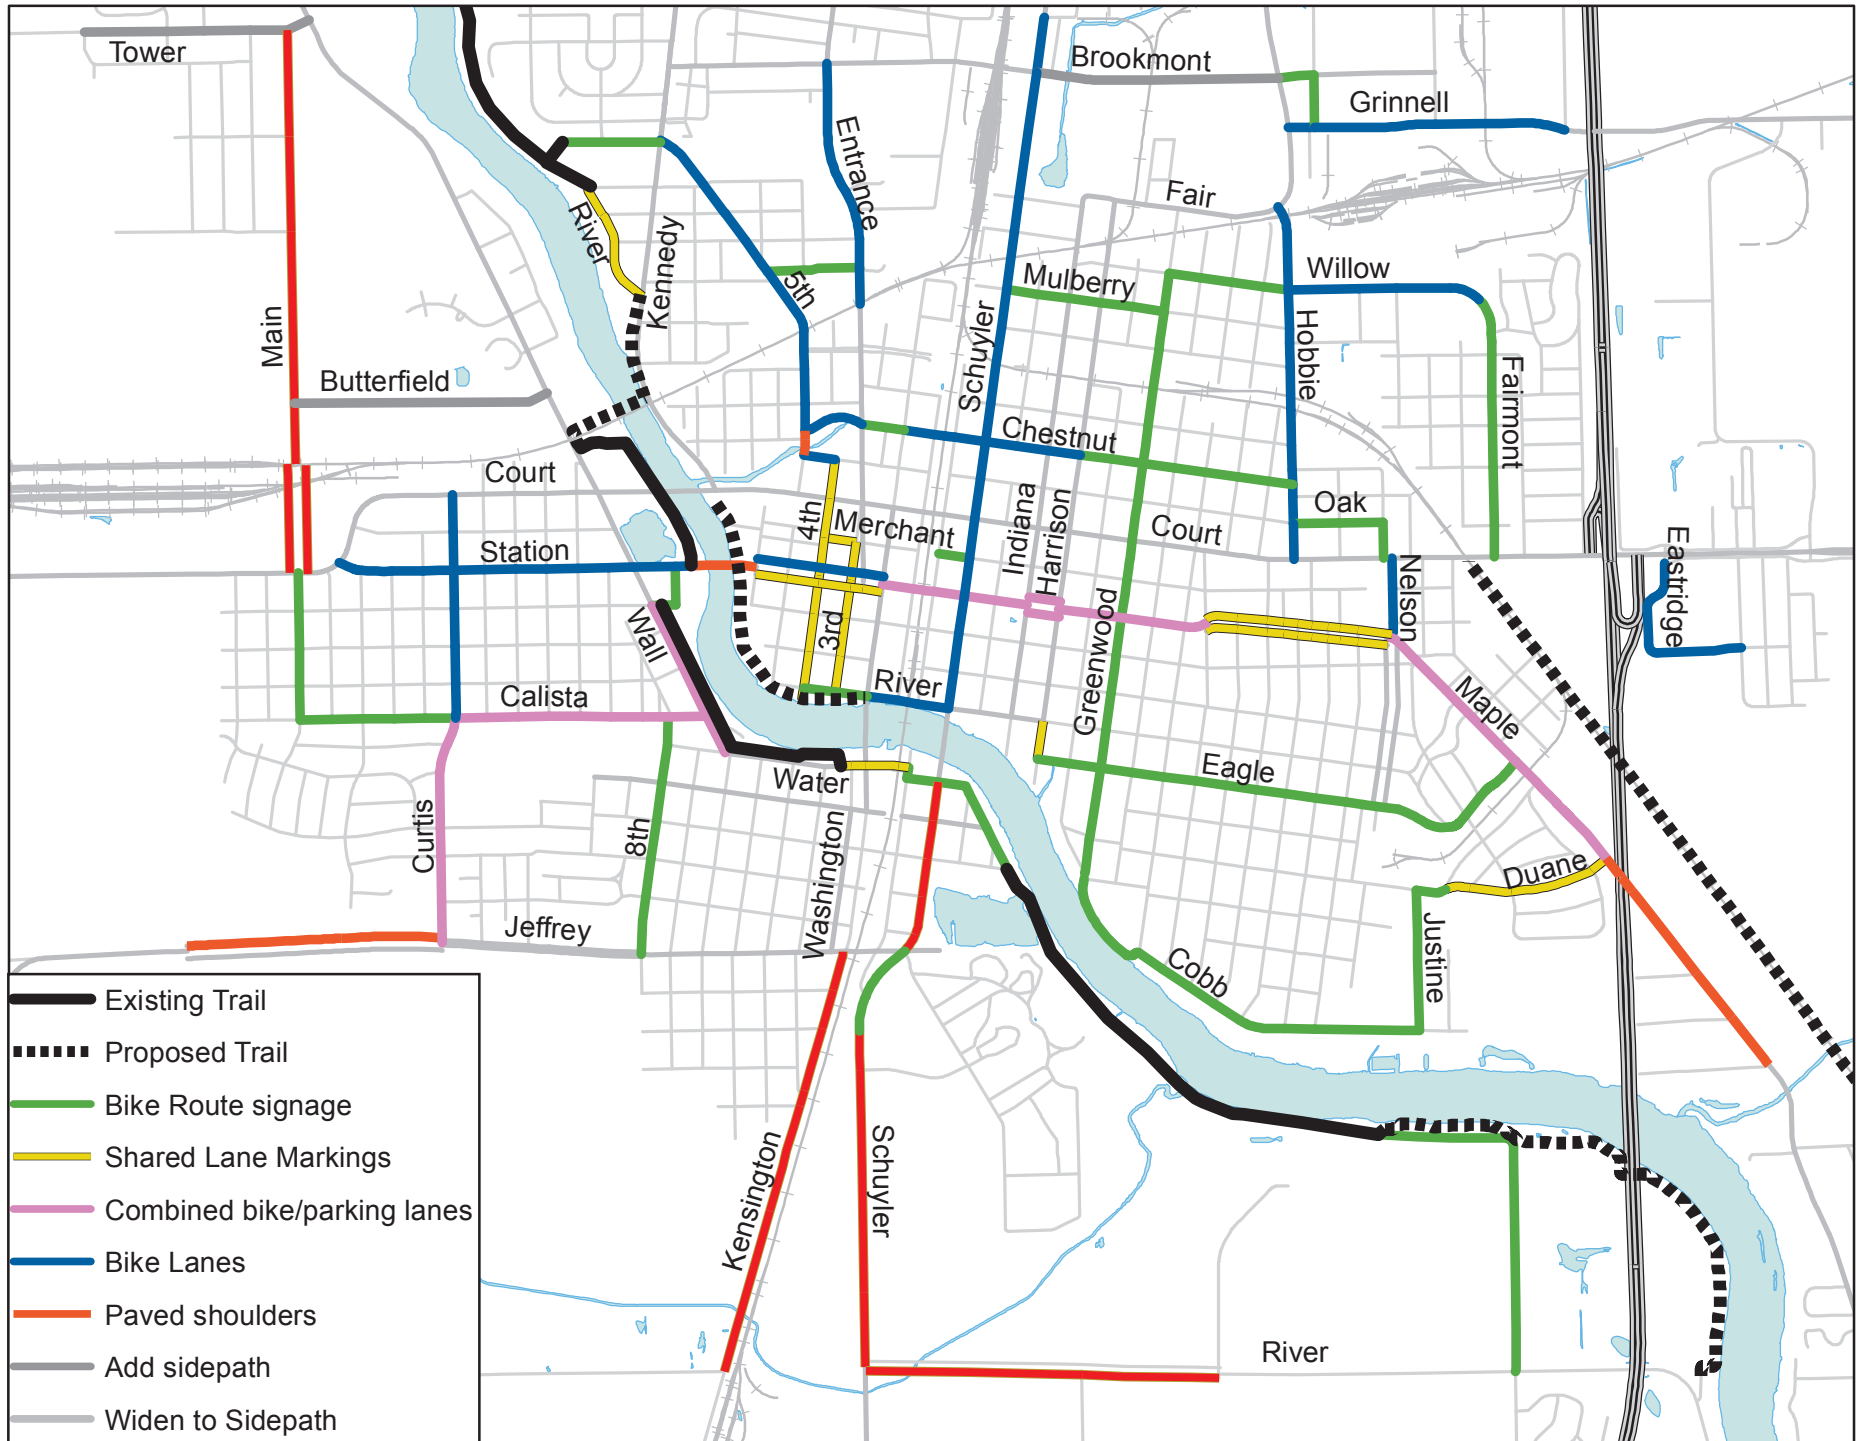 Tower
Brookmont
Grinnell
Entrance
Fair
River
Kennedy
Willow
Mulberry
5th
Main
Schuyler
Hobbie
Butterfield
Fairmont
Chestnut
Court
Indiana
Harrison
Oak
4th
Merchant
Court
Station
Eastridge
Nelson
Wall
3rd
Greenwood
River
Calista
Maple
Eagle
Water
Curtis
8th
Washington
Duane
Jeffrey
Justine
Cobb
Existing Trail
Proposed Trail
Bike Route signage
Shared Lane Markings
Combined bike/parking lanes
Bike Lanes
Paved shoulders
Add sidepath
Widen to Sidepath
Kensington
Schuyler
River